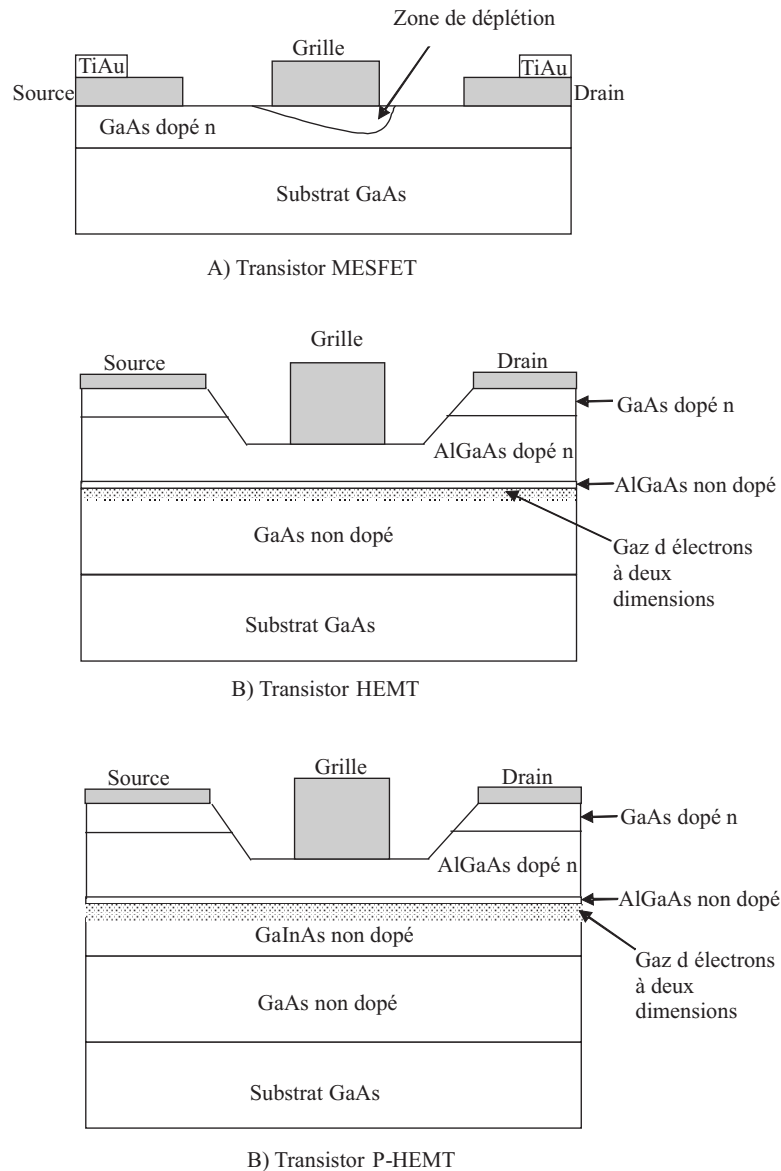 Zone de déplétion
Grille
TiAu
TiAu
Source
Drain
GaAs dopé n
Substrat GaAs
A) Transistor MESFET
Grille
Source
Drain
GaAs dopé n
AlGaAs dopé n
AlGaAs non dopé
GaAs non dopé
Gaz d électrons
à deux
dimensions
Substrat GaAs
B) Transistor HEMT
Grille
Source
Drain
GaAs dopé n
AlGaAs dopé n
AlGaAs non dopé
GaInAs non dopé
Gaz d électrons
à deux
dimensions
GaAs non dopé
Substrat GaAs
B) Transistor P-HEMT